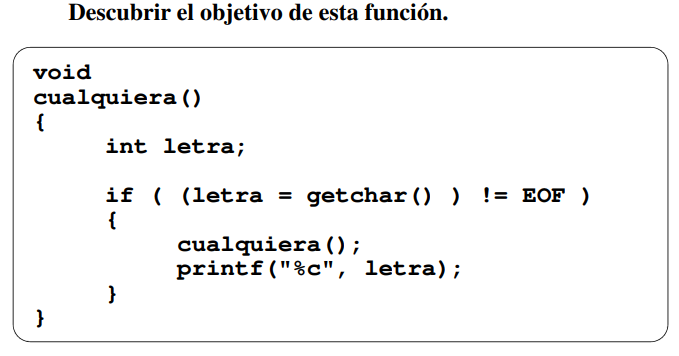 Descubrir el objetivo de esta función.
void
cualquiera()
{
int letra;
if ( (letra = getchar() ) != EOF )
{
cualquiera();
printf("%c", letra);
}
}